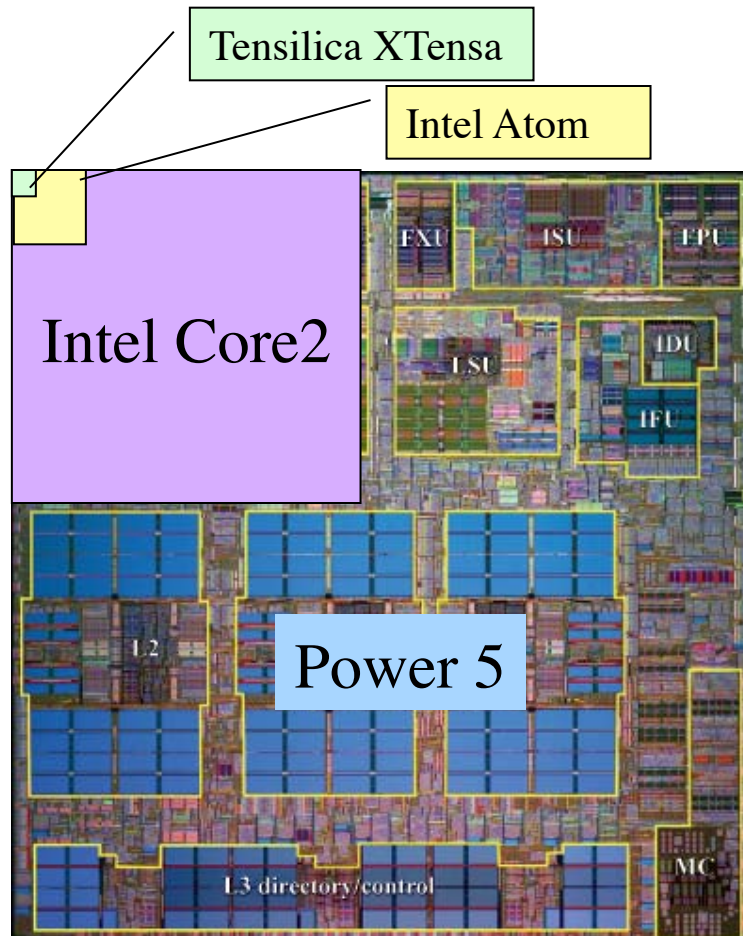 Tensilica XTensa
Intel Atom
FXU
ISU
FPU
Intel Core2
LSU
IDU
IFU
L2
Power 5
L3 directory/control
MC